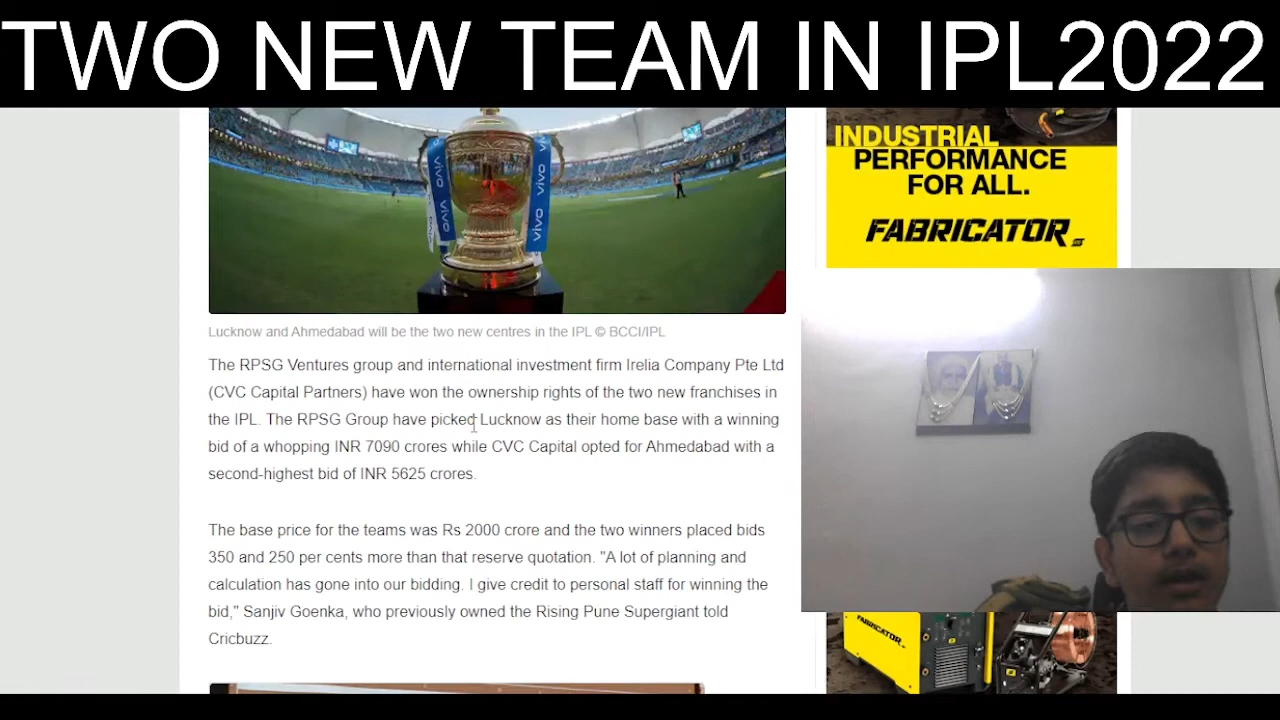 TWO NEW TEAM IN IPL2022
vivo
vivo
Lucknow and Ahmedabad will be the two new centres in the IPL © BCCI/IPL
The RPSG Ventures group and international investment firm Irelia Company Pte Ltd
(CVC Capital Partners) have won the ownership rights of the two new franchises in
the IPL. The RPSG Group have picked Lucknow as their home base with a winning
bid of a whopping INR 7090 crores while CVC Capital opted for Ahmedabad with a
second-highest bid of INR 5625 crores.
The base price for the teams was Rs 2000 crore and the two winners placed bids
350 and 250 per cents more than that reserve quotation. "A lot of planning and
calculation has gone into our bidding. I give credit to personal staff for winning the
bid," Sanjiv Goenka, who previously owned the Rising Pune Supergiant told
Cricbuzz.
INDUSTRIAL
PERFORMANCE
FOR ALL.
FABRICATOR
FABRICATOR